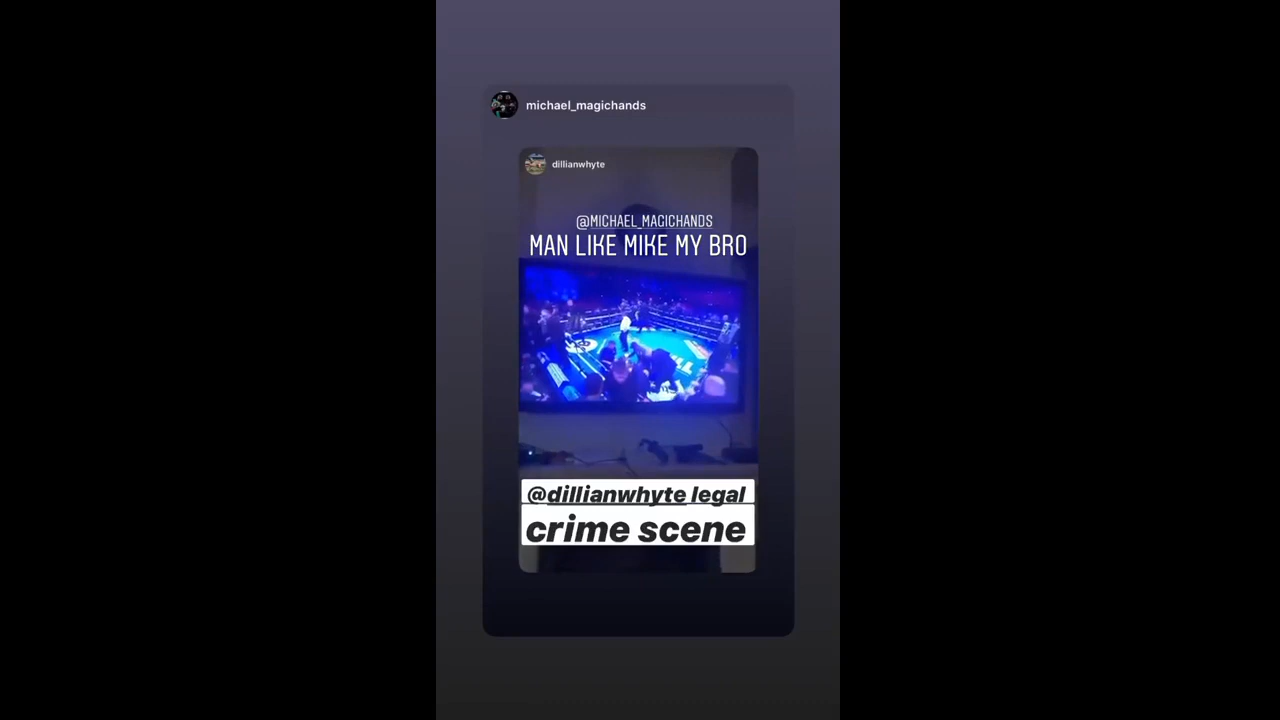 michael_magichands
dillianwhyte
@MICHAEL_MAGICHANDS
MAN LIKE MIKE MY BRO
@dillianwhyte legal
crime scene